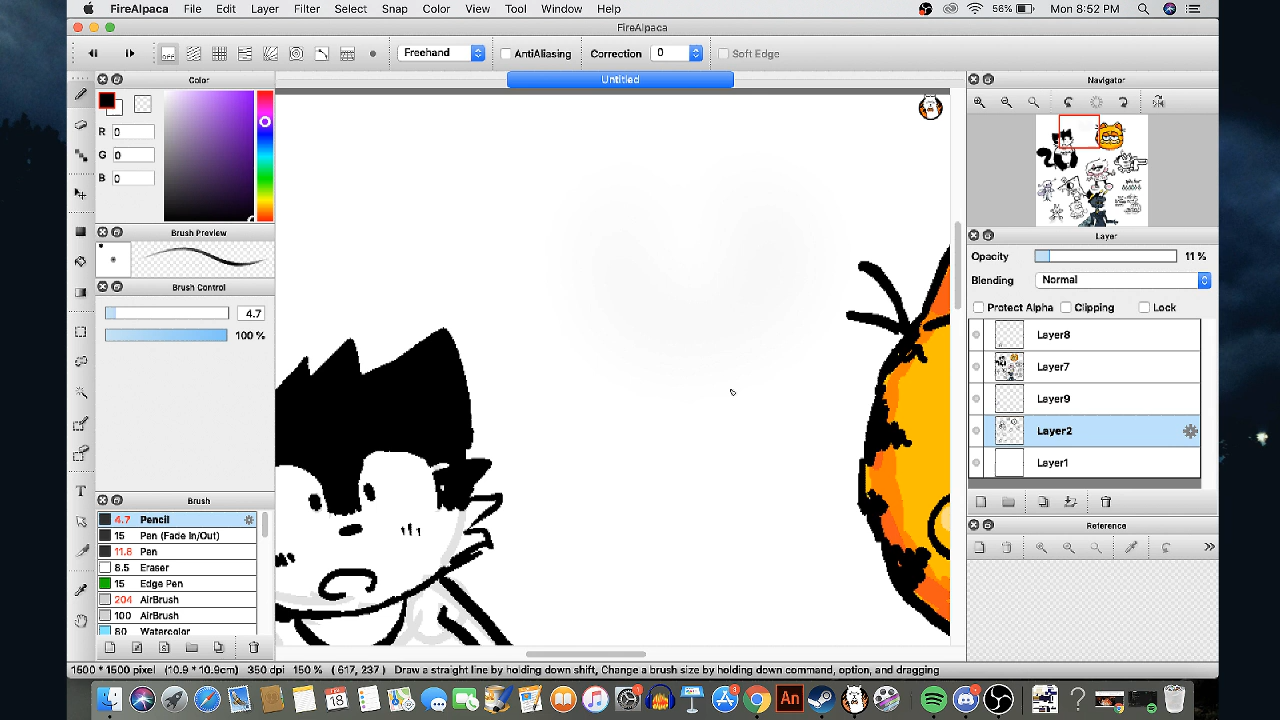 FireAlpaca File Edit Layer Filter Select Snap Color View Tool Window Help 56% Mon 8:52 PM
FireAlpaca
OFF Freehand AntiAliasing Correction 0 Soft Edge
Color Untitled Navigator
R 0
G 0
B 0
Brush Preview
Layer
Opacity 11 %
Blending Normal
Protect Alpha Clipping Lock
Brush Control
4.7
100 %
Layer8
Layer7
Layer9
Layer2
Layer1
Brush
4.7 Pencil
15 Pen (Fade In/Out)
11.8 Pen
8.5 Eraser
15 Edge Pen
204 AirBrush
100 AirBrush
80 Watercolor
Reference
1500 * 1500 pixel (10.9 * 10.9cm) 350 dpi 150 % ( 617, 237 ) Draw a straight line by holding down shift, Change a brush size by holding down command, option, and dragging
18 3 An 3